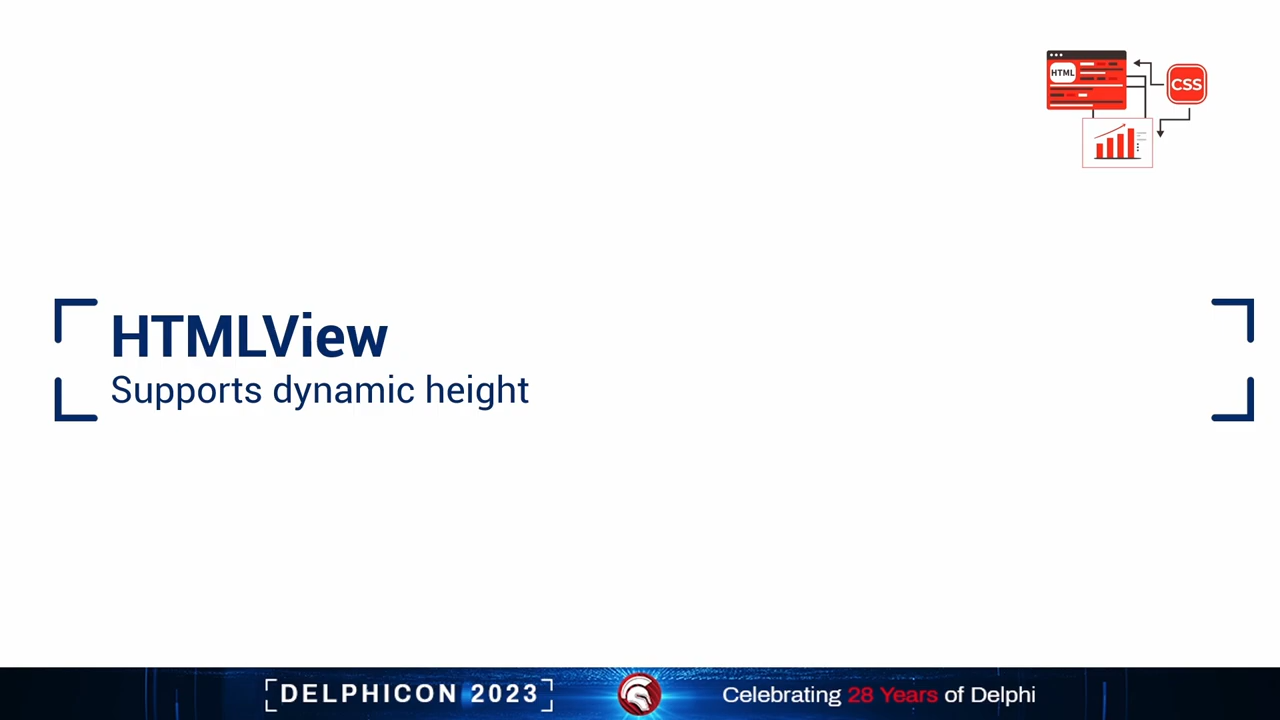 HTML
CSS
HTMLView
Supports dynamic height
DELPHICON 2023
Celebrating 28 Years of Delphi